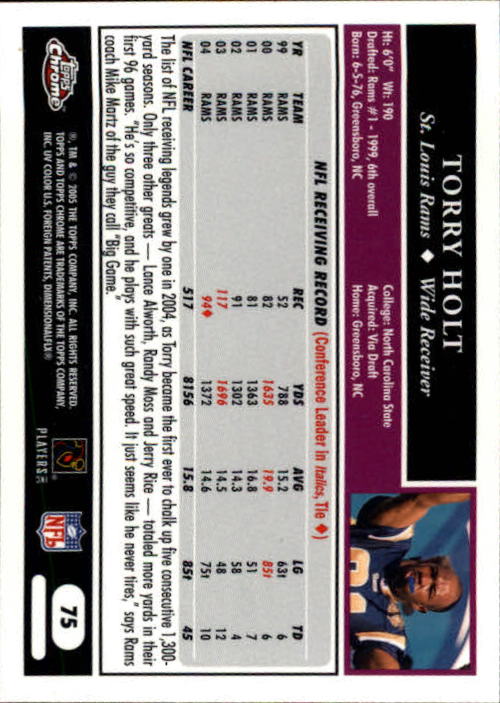 TORRY HOLT
St. Louis Rams ♦ Wide Receiver
Ht: 6'0" Wt: 190
Drafted: Rams #1 - 1999, 6th overall
Born: 6-5-76, Greensboro, NC
College: North Carolina State
Acquired: Via Draft
Home: Greensboro, NC
NFL RECEIVING RECORD (Conference Leader in Italics, Tie ♦)
YR TEAM REC YDS AVG LG TD
99 RAMS 52 788 15.2 63t 6
00 RAMS 82 1635 19.9 85t 6
01 RAMS 81 1363 16.8 51 7
02 RAMS 91 1302 14.3 58 4
03 RAMS 117 1696 14.5 48 12
04 RAMS 94♦ 1372 14.6 75t 10
NFL CAREER 517 8156 15.8 85t 45
The list of NFL receiving legends grew by one in 2004, as Torry became the first ever to chalk up five consecutive 1,300-
yard seasons. Only three other greats — Lance Alworth, Randy Moss and Jerry Rice — totaled more yards in their
first 96 games. "He's so competitive, and he plays with such great speed. It just seems like he never tires," says Rams
coach Mike Martz of the guy they call "Big Game."
Topps Chrome
®, TM & © 2005 THE TOPPS COMPANY, INC. ALL RIGHTS RESERVED.
TOPPS AND TOPPS CHROME ARE TRADEMARKS OF THE TOPPS COMPANY,
INC. UV COLOR U.S. FOREIGN PATENTS, DIMENSIONALFLX®
PLAYERS
NFL
75